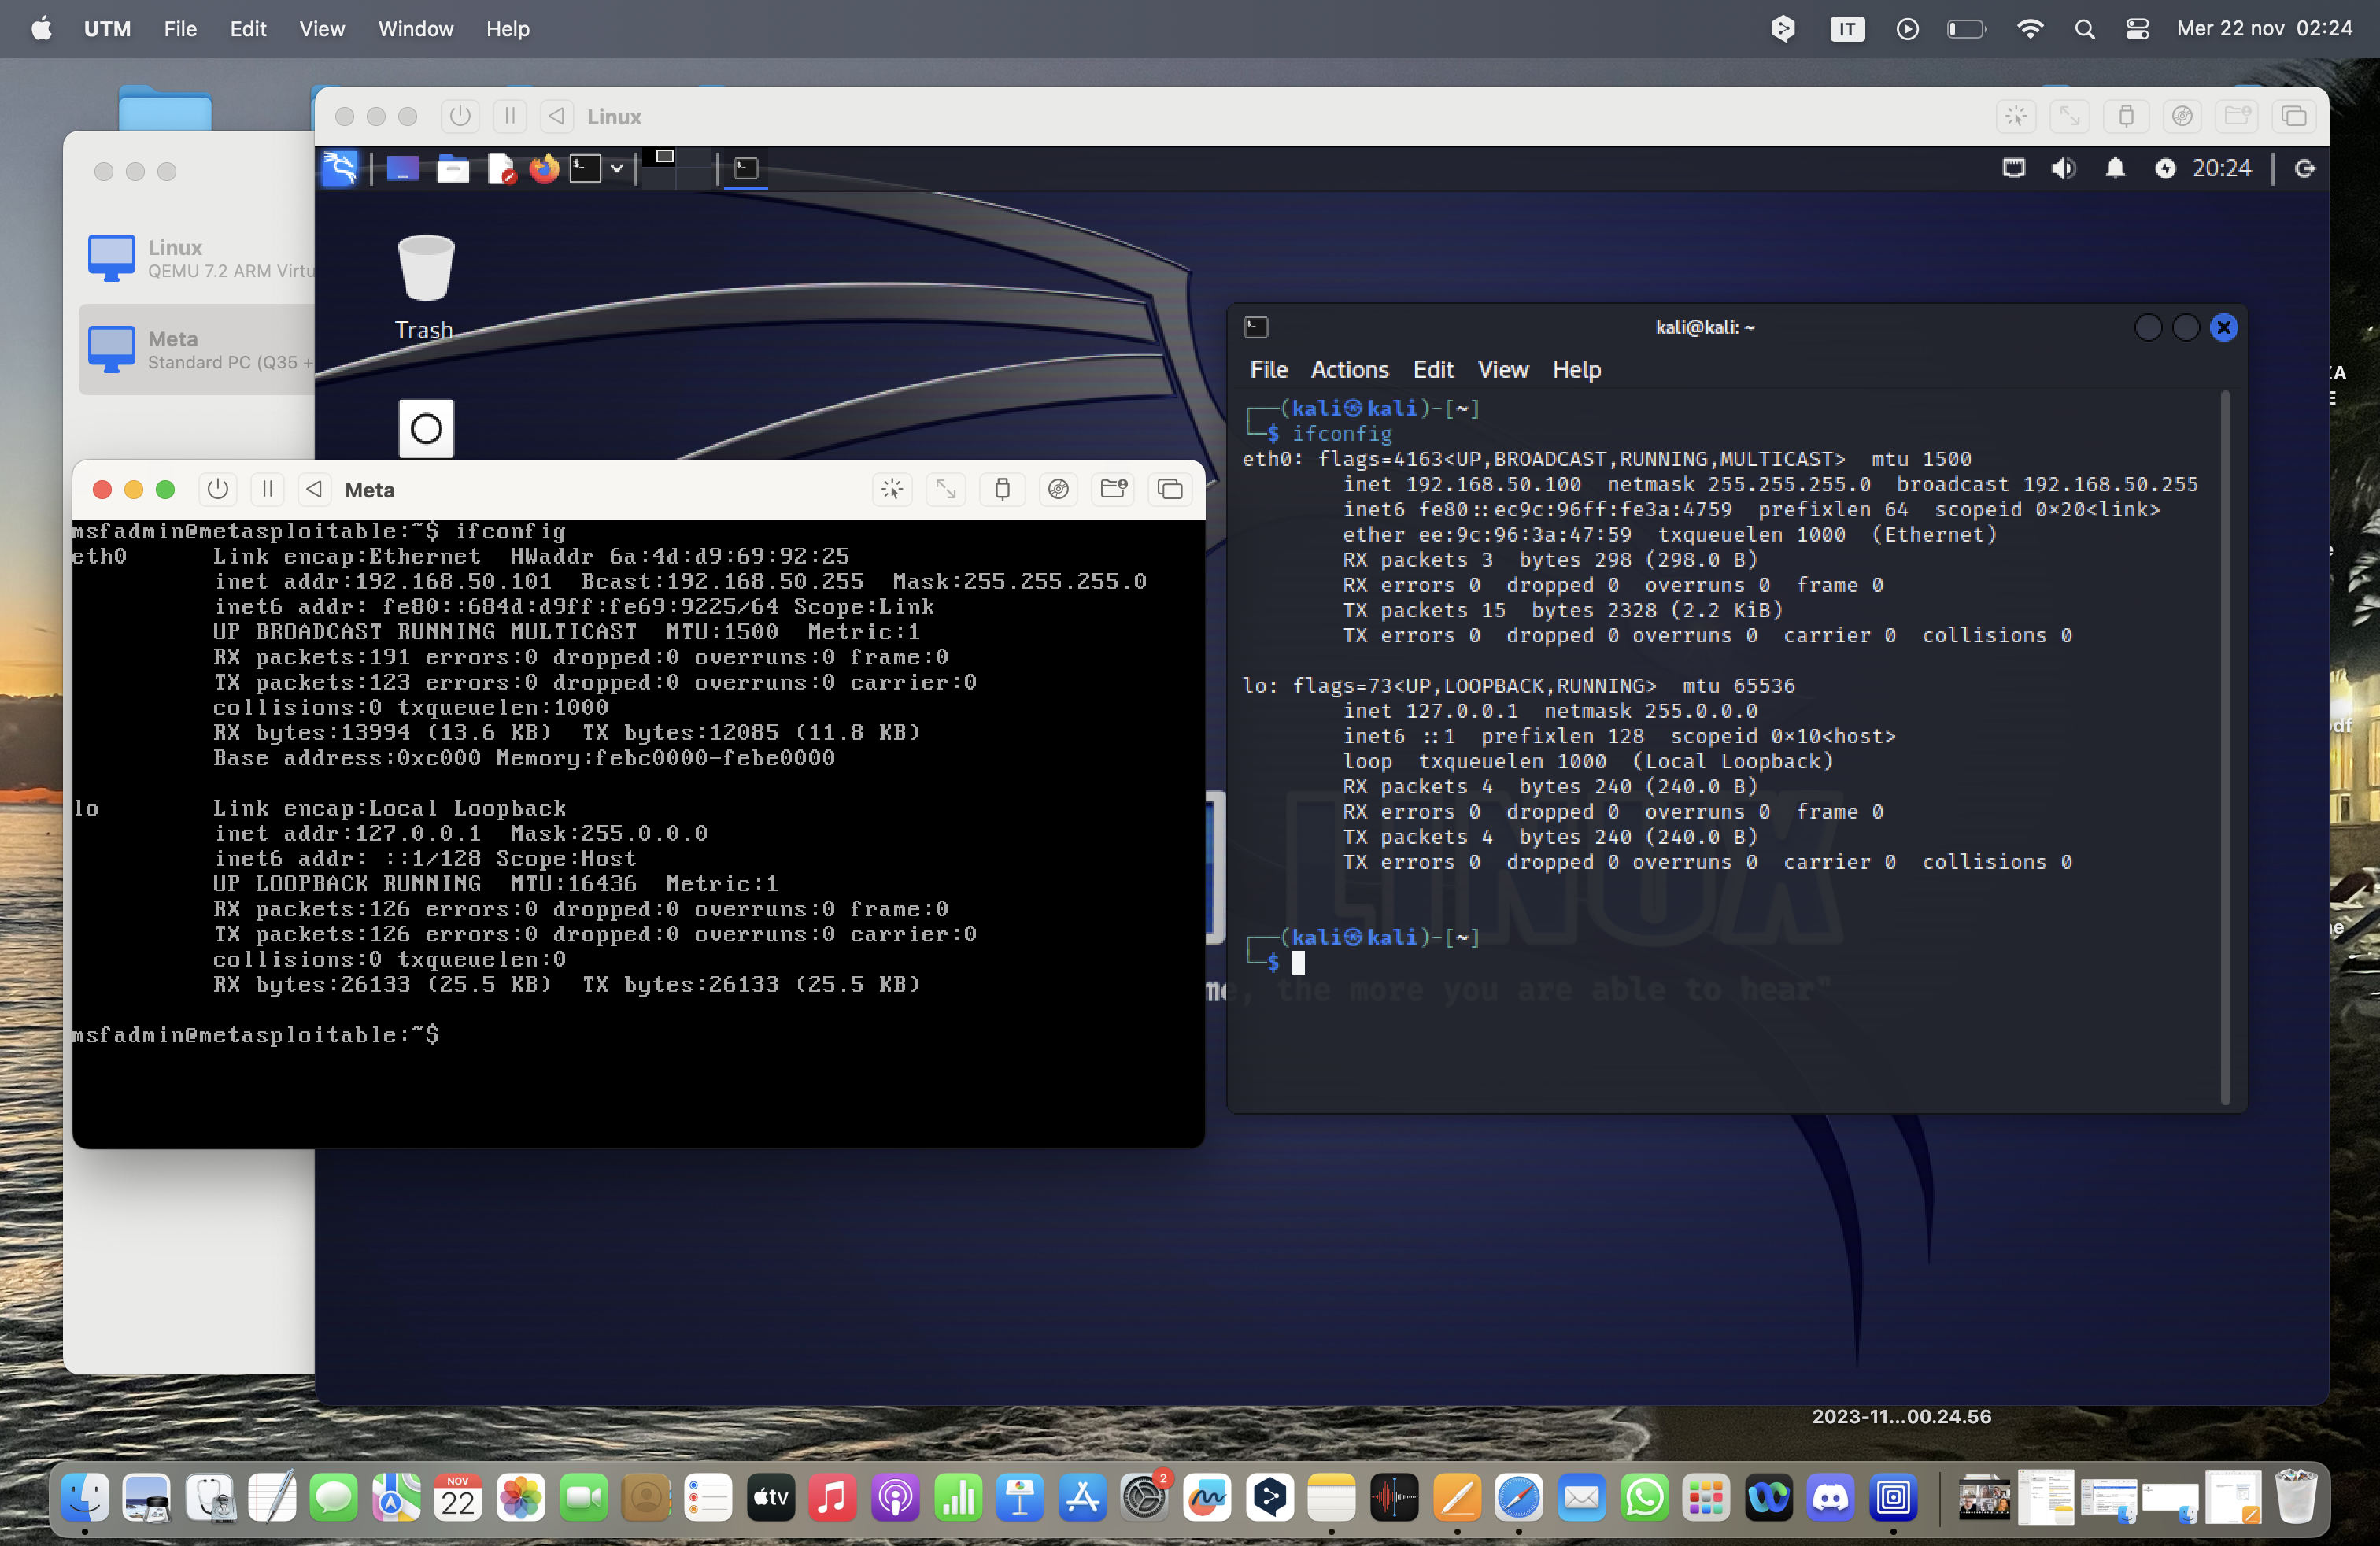 UTM File Edit View Window Help IT Mer 22 nov 02:24
Linux
20:24
Linux
QEMU 7.2 ARM Virtu
Meta
Standard PC (Q35 +
Trash
Meta
msfadmin@metasploitable:~$ ifconfig
eth0 Link encap:Ethernet HWaddr 6a:4d:d9:69:92:25
inet addr:192.168.50.101 Bcast:192.168.50.255 Mask:255.255.255.0
inet6 addr: fe80::684d:d9ff:fe69:9225/64 Scope:Link
UP BROADCAST RUNNING MULTICAST MTU:1500 Metric:1
RX packets:191 errors:0 dropped:0 overruns:0 frame:0
TX packets:123 errors:0 dropped:0 overruns:0 carrier:0
collisions:0 txqueuelen:1000
RX bytes:13994 (13.6 KB) TX bytes:12085 (11.8 KB)
Base address:0xc000 Memory:febc0000-febe0000
lo Link encap:Local Loopback
inet addr:127.0.0.1 Mask:255.0.0.0
inet6 addr: ::1/128 Scope:Host
UP LOOPBACK RUNNING MTU:16436 Metric:1
RX packets:126 errors:0 dropped:0 overruns:0 frame:0
TX packets:126 errors:0 dropped:0 overruns:0 carrier:0
collisions:0 txqueuelen:0
RX bytes:26133 (25.5 KB) TX bytes:26133 (25.5 KB)
msfadmin@metasploitable:~$
kali@kali: ~
File Actions Edit View Help
(kali㉿kali)-[~]
$ ifconfig
eth0: flags=4163<UP,BROADCAST,RUNNING,MULTICAST> mtu 1500
inet 192.168.50.100 netmask 255.255.255.0 broadcast 192.168.50.255
inet6 fe80::ec9c:96ff:fe3a:4759 prefixlen 64 scopeid 0×20<link>
ether ee:9c:96:3a:47:59 txqueuelen 1000 (Ethernet)
RX packets 3 bytes 298 (298.0 B)
RX errors 0 dropped 0 overruns 0 frame 0
TX packets 15 bytes 2328 (2.2 KiB)
TX errors 0 dropped 0 overruns 0 carrier 0 collisions 0
lo: flags=73<UP,LOOPBACK,RUNNING> mtu 65536
inet 127.0.0.1 netmask 255.0.0.0
inet6 ::1 prefixlen 128 scopeid 0×10<host>
loop txqueuelen 1000 (Local Loopback)
RX packets 4 bytes 240 (240.0 B)
RX errors 0 dropped 0 overruns 0 frame 0
TX packets 4 bytes 240 (240.0 B)
TX errors 0 dropped 0 overruns 0 carrier 0 collisions 0
(kali㉿kali)-[~]
$
LINUX
me, the more you are able to hear"
2023-11...00.24.56
NOV
22
tv
2